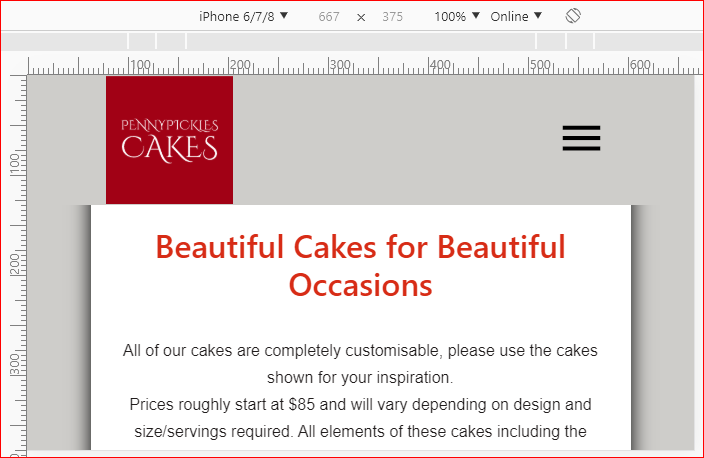 iPhone 6/7/8 ▼ 667 × 375 100% ▼ Online ▼
100 200 300 400 500 600
100
200
300
PENNYPICKLES
CAKES
Beautiful Cakes for Beautiful
Occasions
All of our cakes are completely customisable, please use the cakes
shown for your inspiration.
Prices roughly start at $85 and will vary depending on design and
size/servings required. All elements of these cakes including the